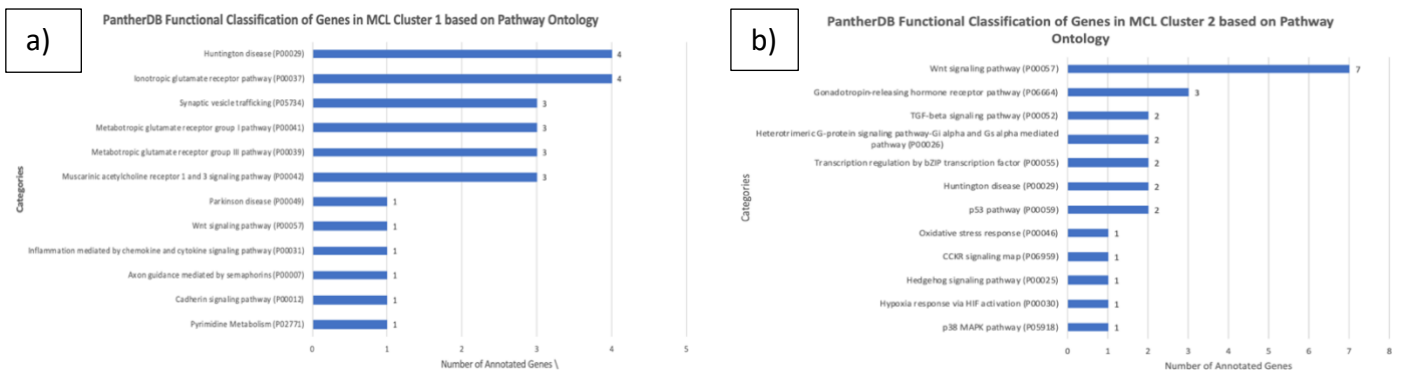 a)
PantherDB Functional Classification of Genes in MCL Cluster 1 based on Pathway Ontology
Categories
Huntington disease (P00029)
4
Ionotropic glutamate receptor pathway (P00037)
4
Synaptic vesicle trafficking (P05734)
3
Metabotropic glutamate receptor group I pathway (P00041)
3
Metabotropic glutamate receptor group III pathway (P00039)
3
Muscarinic acetylcholine receptor 1 and 3 signaling pathway (P00042)
3
Parkinson disease (P00049)
1
Wnt signaling pathway (P00057)
1
Inflammation mediated by chemokine and cytokine signaling pathway (P00031)
1
Axon guidance mediated by semaphorins (P00007)
1
Cadherin signaling pathway (P00012)
1
Pyrimidine Metabolism (P02771)
1
0 1 2 3 4 5
Number of Annotated Genes \
b)
PantherDB Functional Classification of Genes in MCL Cluster 2 based on Pathway
Ontology
Categories
Wnt signaling pathway (P00057)
7
Gonadotropin-releasing hormone receptor pathway (P06664)
3
TGF-beta signaling pathway (P00052)
2
Heterotrimeric G-protein signaling pathway-Gi alpha and Gs alpha mediated
pathway (P00026)
2
Transcription regulation by bZIP transcription factor (P00055)
2
Huntington disease (P00029)
2
p53 pathway (P00059)
2
Oxidative stress response (P00046)
1
CCKR signaling map (P06959)
1
Hedgehog signaling pathway (P00025)
1
Hypoxia response via HIF activation (P00030)
1
p38 MAPK pathway (P05918)
1
0 1 2 3 4 5 6 7 8
Number of Annotated Genes